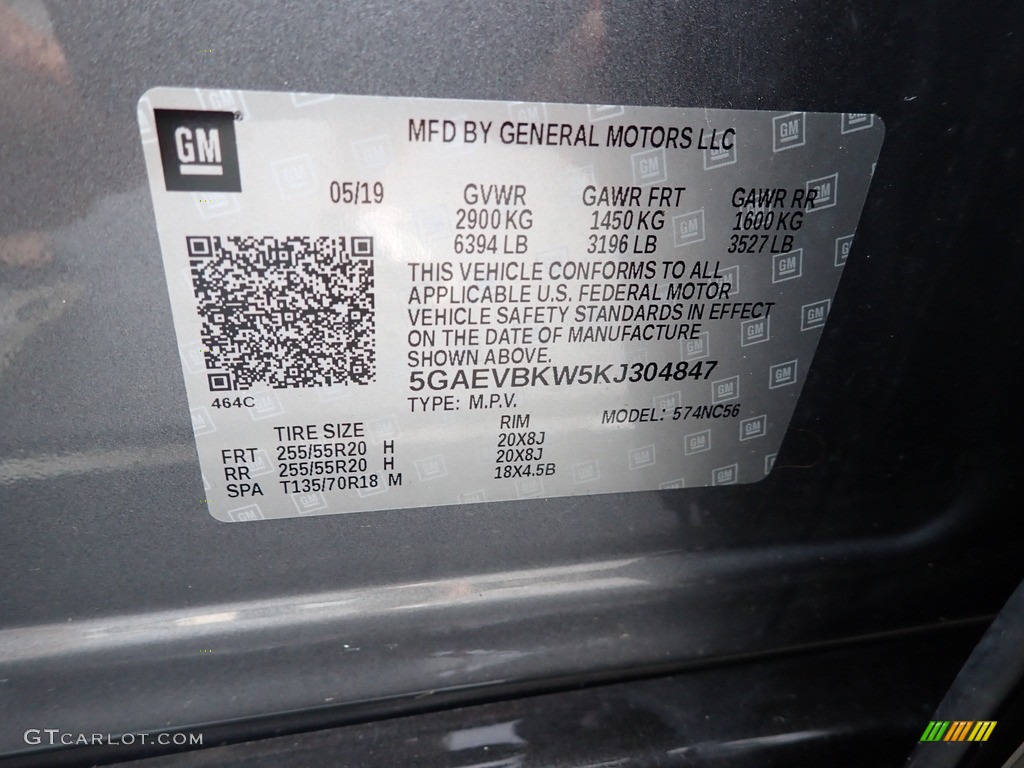 GM
MFD BY GENERAL MOTORS LLC
05/19 GVWR GAWR FRT GAWR RR
2900 KG 1450 KG 1600 KG
6394 LB 3196 LB 3527 LB
THIS VEHICLE CONFORMS TO ALL
APPLICABLE U.S. FEDERAL MOTOR
VEHICLE SAFETY STANDARDS IN EFFECT
ON THE DATE OF MANUFACTURE
SHOWN ABOVE.
5GAEVBKW5KJ304847
464C
TYPE: M.P.V. MODEL: 574NC56
TIRE SIZE RIM
FRT 255/55R20 H 20X8J
RR 255/55R20 H 20X8J
SPA T135/70R18 M 18X4.5B
GTCARLOT.COM